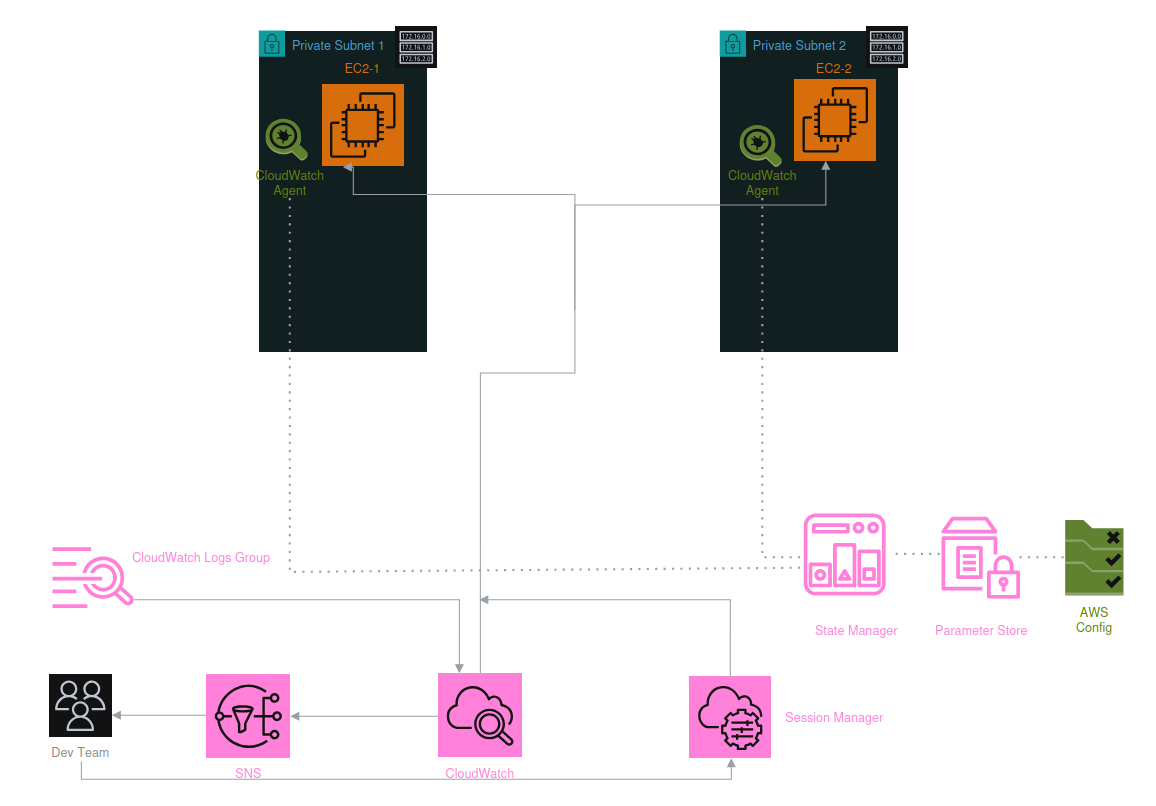 Private Subnet 1
172.16.0.0
172.16.1.0
172.16.2.0
EC2-1
CloudWatch
Agent
Private Subnet 2
172.16.0.0
172.16.1.0
172.16.2.0
EC2-2
CloudWatch
Agent
CloudWatch Logs Group
State Manager
Parameter Store
AWS
Config
Dev Team
SNS
CloudWatch
Session Manager